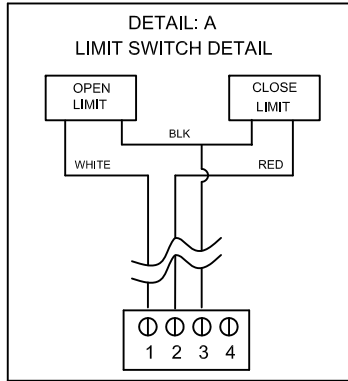 DETAIL: A
LIMIT SWITCH DETAIL
OPEN
LIMIT
CLOSE
LIMIT
BLK
WHITE
RED
1 2 3 4